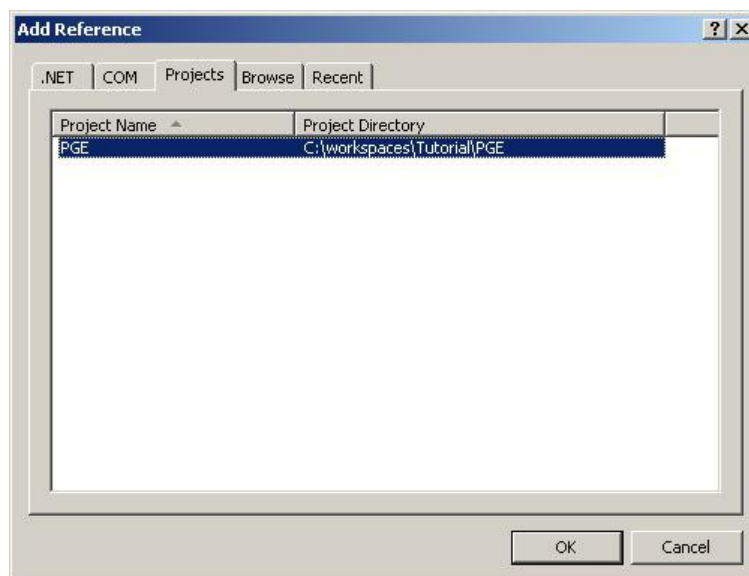 Add Reference
.NET COM Projects Browse Recent
Project Name Project Directory
PGE C:\workspaces\Tutorial\PGE
OK Cancel